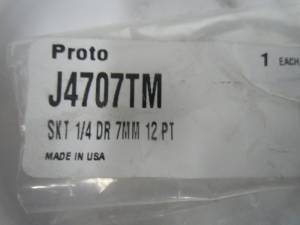 Proto
1 EACH
J4707TM
SKT 1/4 DR 7MM 12 PT
MADE IN USA